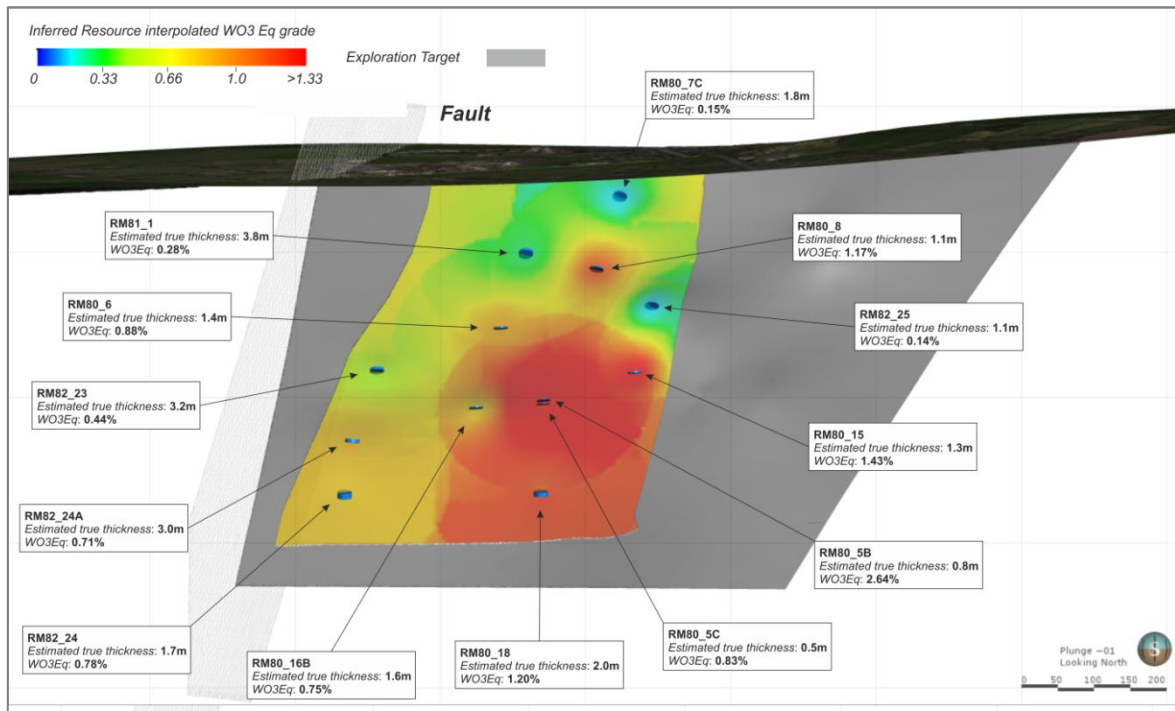 Inferred Resource interpolated WO3 Eq grade
0 0.33 0.66 1.0 >1.33
Exploration Target
Fault
RM80_7C
Estimated true thickness: 1.8m
WO3Eq: 0.15%
RM81_1
Estimated true thickness: 3.8m
WO3Eq: 0.28%
RM80_8
Estimated true thickness: 1.1m
WO3Eq: 1.17%
RM80_6
Estimated true thickness: 1.4m
WO3Eq: 0.88%
RM82_25
Estimated true thickness: 1.1m
WO3Eq: 0.14%
RM82_23
Estimated true thickness: 3.2m
WO3Eq: 0.44%
RM80_15
Estimated true thickness: 1.3m
WO3Eq: 1.43%
RM82_24A
Estimated true thickness: 3.0m
WO3Eq: 0.71%
RM80_5B
Estimated true thickness: 0.8m
WO3Eq: 2.64%
RM82_24
Estimated true thickness: 1.7m
WO3Eq: 0.78%
RM80_16B
Estimated true thickness: 1.6m
WO3Eq: 0.75%
RM80_18
Estimated true thickness: 2.0m
WO3Eq: 1.20%
RM80_5C
Estimated true thickness: 0.5m
WO3Eq: 0.83%
Plunge −01
Looking North
S
0 50 100 150 200